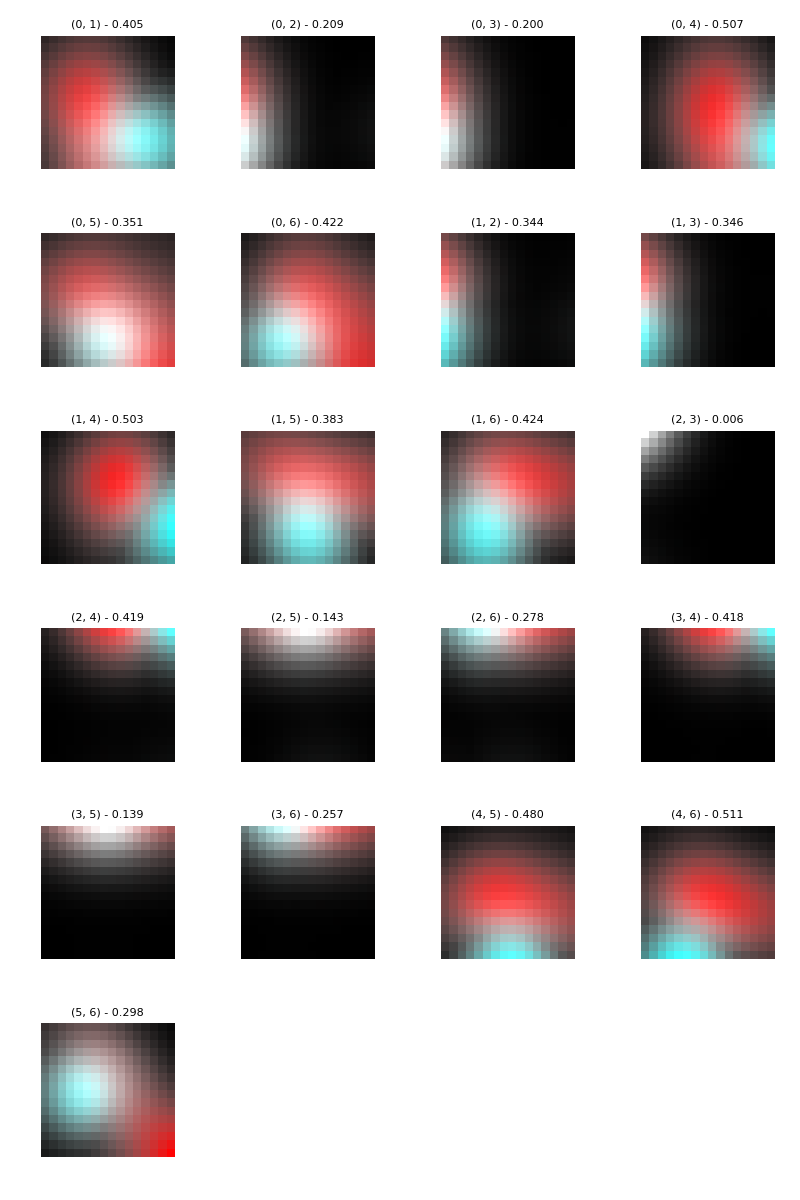 (0, 1) - 0.405
(0, 2) - 0.209
(0, 3) - 0.200
(0, 4) - 0.507
(0, 5) - 0.351
(0, 6) - 0.422
(1, 2) - 0.344
(1, 3) - 0.346
(1, 4) - 0.503
(1, 5) - 0.383
(1, 6) - 0.424
(2, 3) - 0.006
(2, 4) - 0.419
(2, 5) - 0.143
(2, 6) - 0.278
(3, 4) - 0.418
(3, 5) - 0.139
(3, 6) - 0.257
(4, 5) - 0.480
(4, 6) - 0.511
(5, 6) - 0.298